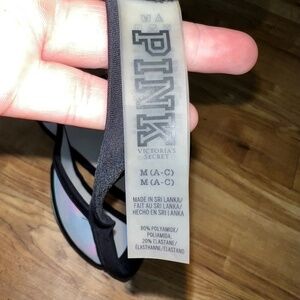 PINK
VICTORIA'S
SECRET
M (A-C)
M (A-C)
MADE IN SRI LANKA/
FAIT AU SRI LANKA/
HECHO EN SRI LANKA
80% POLYAMIDE/
POLIAMIDA,
20% ELASTANE/
ÉLASTHANNE/ELASTANO